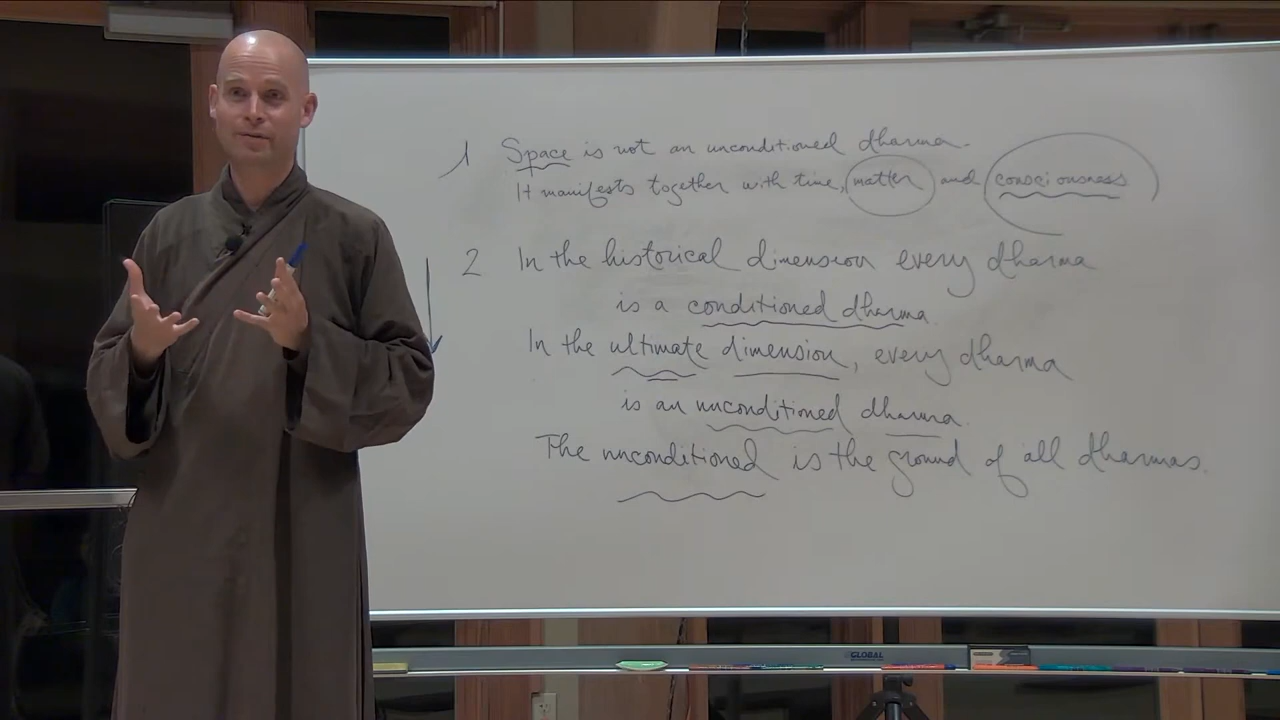 1 Space is not an unconditioned dharma.
It manifests together with time, matter and consciousness
2 In the historical dimension every dharma
is a conditioned dharma.
In the ultimate dimension, every dharma
is an unconditioned dharma.
The unconditioned is the ground of all dharmas.
GLOBAL